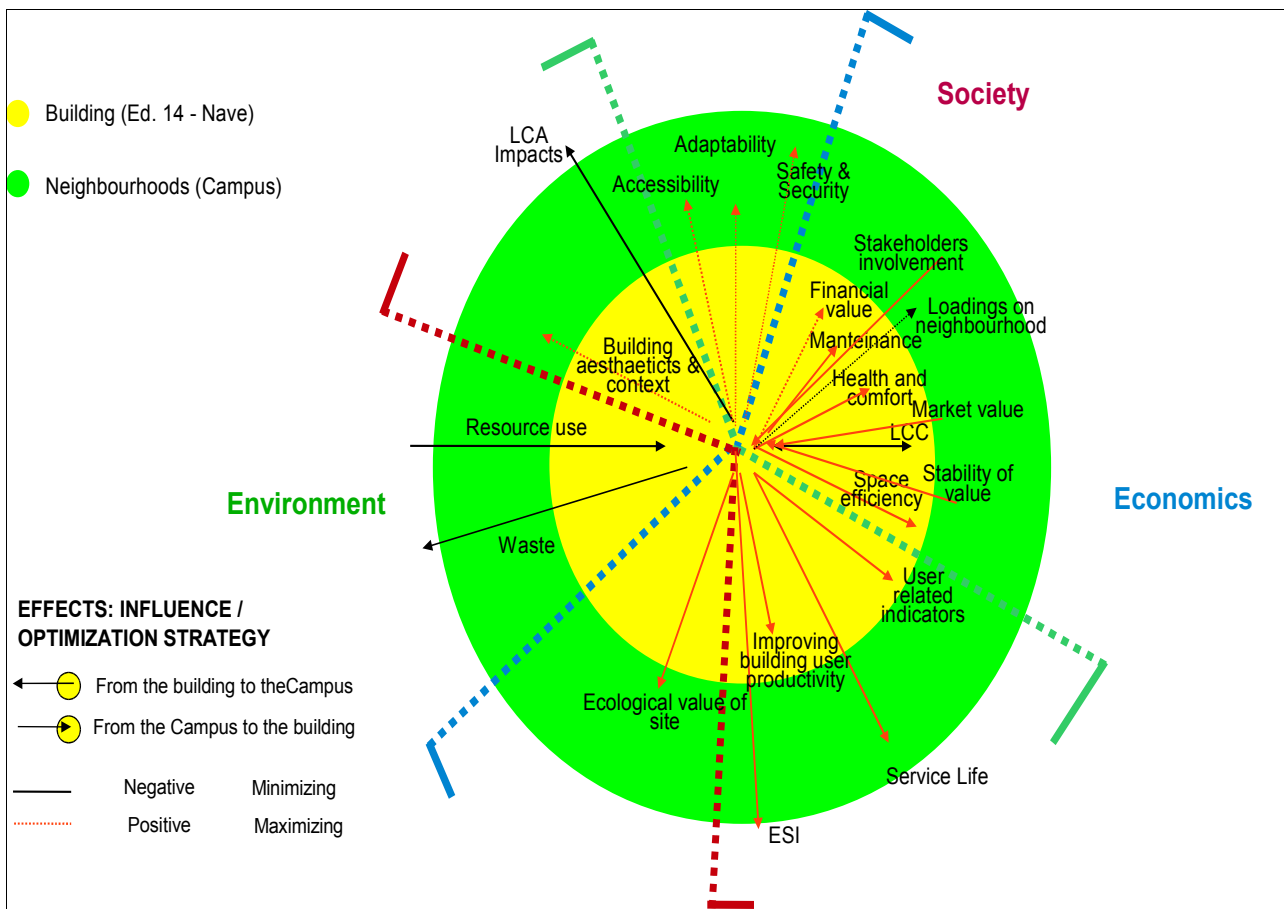 Society
Building (Ed. 14 - Nave)
Neighbourhoods (Campus)
LCA
Impacts
Adaptability
Accessibility
Safety &
Security
Stakeholders
involvement
Financial
value
Loadings on
neighbourhood
Manteinance
Building
aesthaeticts &
context
Health and
comfort
Market value
LCC
Resource use
Environment
Space
efficiency
Stability of
value
Economics
Waste
User
related
indicators
EFFECTS: INFLUENCE /
OPTIMIZATION STRATEGY
From the building to theCampus
From the Campus to the building
Negative Minimizing
Positive Maximizing
Improving
building user
productivity
Ecological value of
site
Service Life
ESI